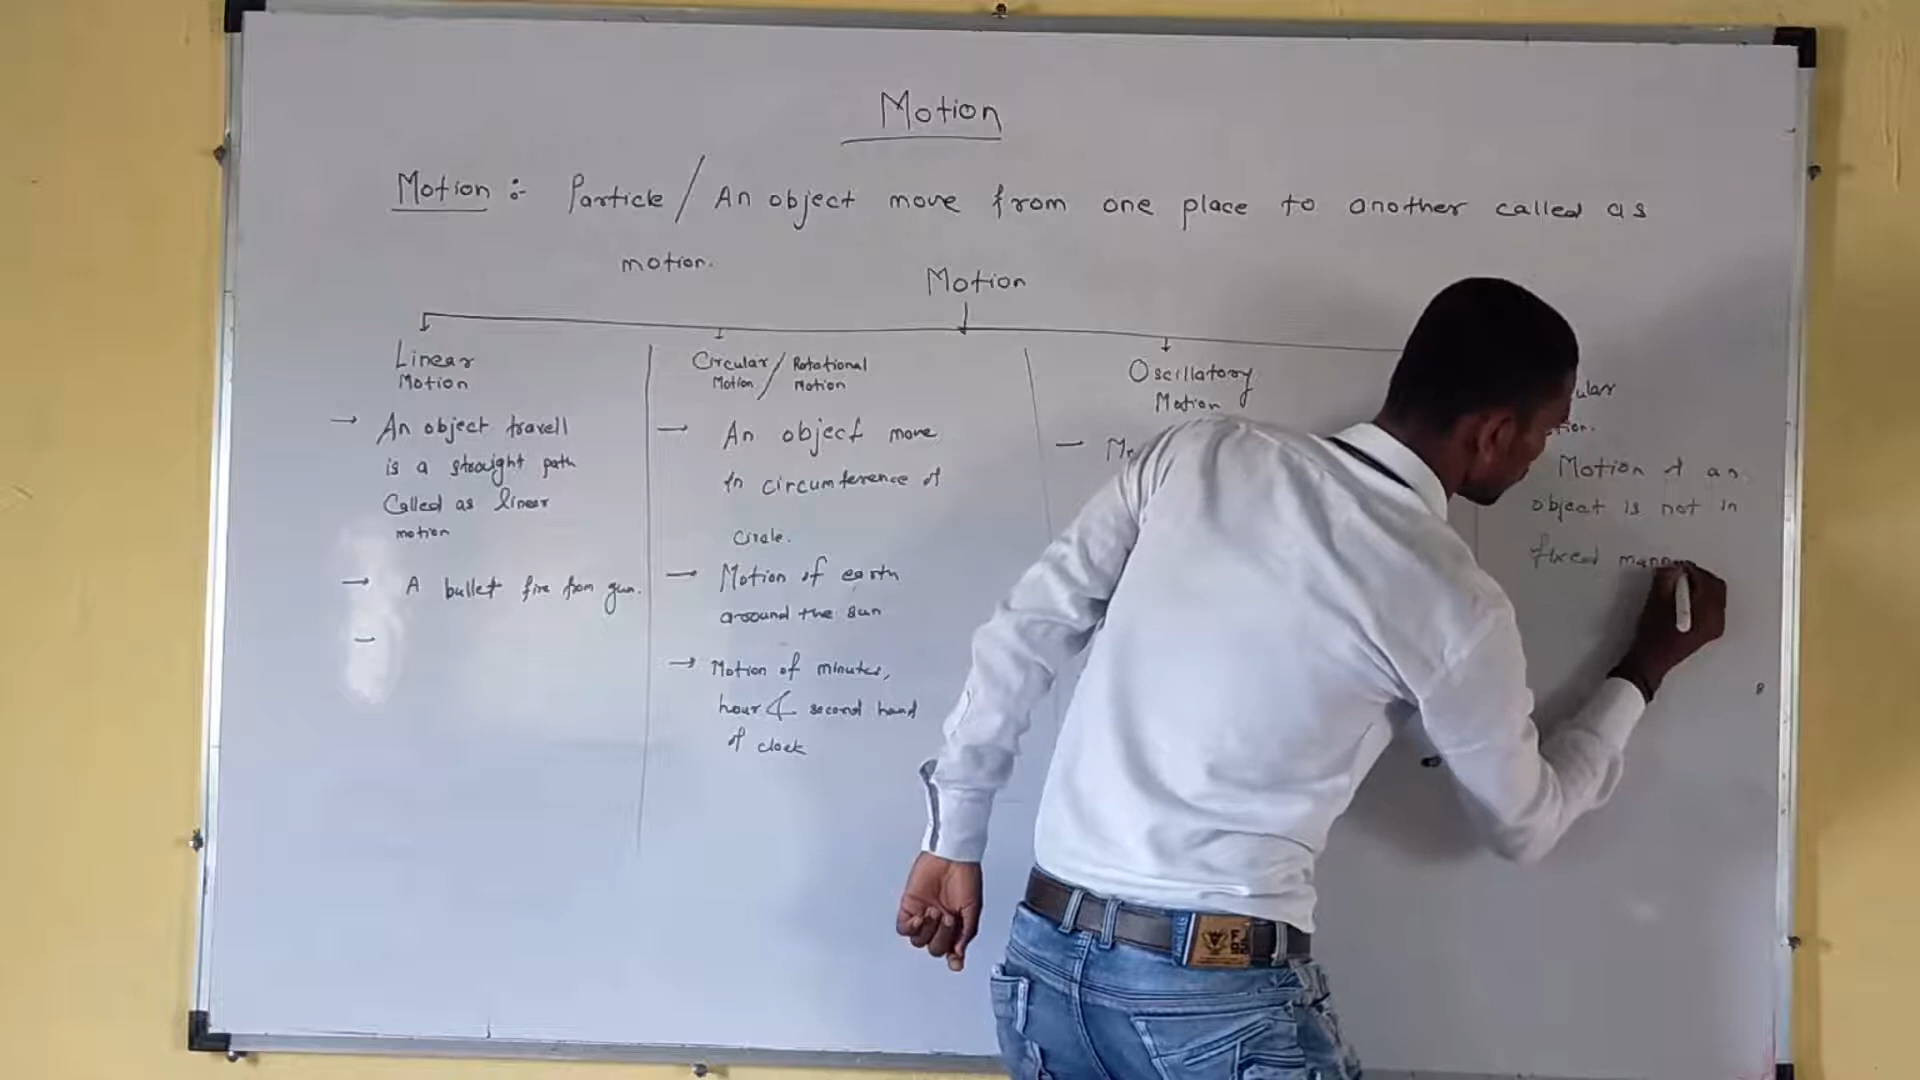 Motion
Motion :- Particle / An object move from one place to another called as
motion.
Motion
Linear
Motion
→ An object travell
is a straight path
Called as linear
motion
→ A bullet fire from gun.
Circular / Rotational
Motion / Motion
→ An object move
In circumference of
Circle.
→ Motion of earth
around the sun
→ Motion of minutes,
hour & second hand
of clock
Oscillatory
Motion
Motion of an
object is not in
fixed